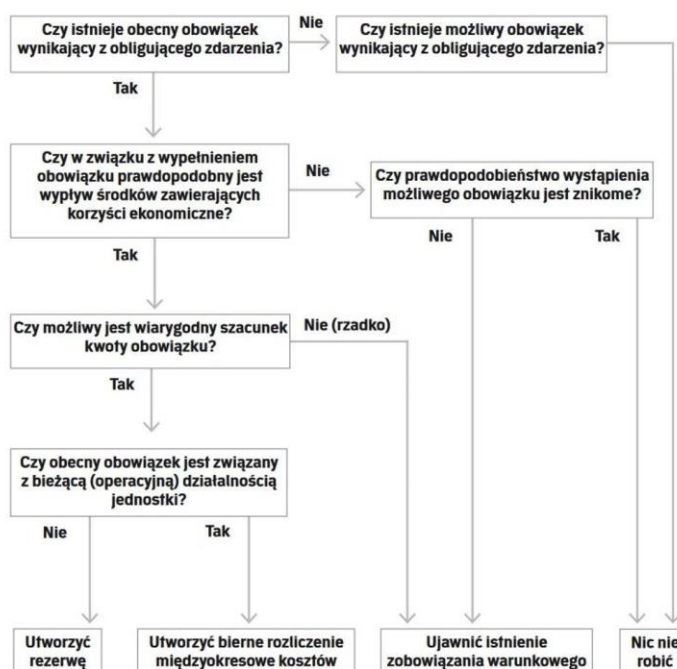 Czy istnieje obecny obowiązek
wynikający z obligującego zdarzenia?
Nie
Czy istnieje możliwy obowiązek
wynikający z obligującego zdarzenia?
Tak
Czy w związku z wypełnieniem
obowiązku prawdopodobny jest
wypływ środków zawierających
korzyści ekonomiczne?
Nie
Czy prawdopodobieństwo wystąpienia
możliwego obowiązku jest znikome?
Tak
Nie
Tak
Czy możliwy jest wiarygodny szacunek
kwoty obowiązku?
Nie (rzadko)
Tak
Czy obecny obowiązek jest związany
z bieżącą (operacyjną) działalnością
jednostki?
Nie
Tak
Utworzyć
rezerwę
Utworzyć bierne rozliczenie
międzyokresowe kosztów
Ujawnić istnienie
zobowiązania warunkowego
Nic nie
robić